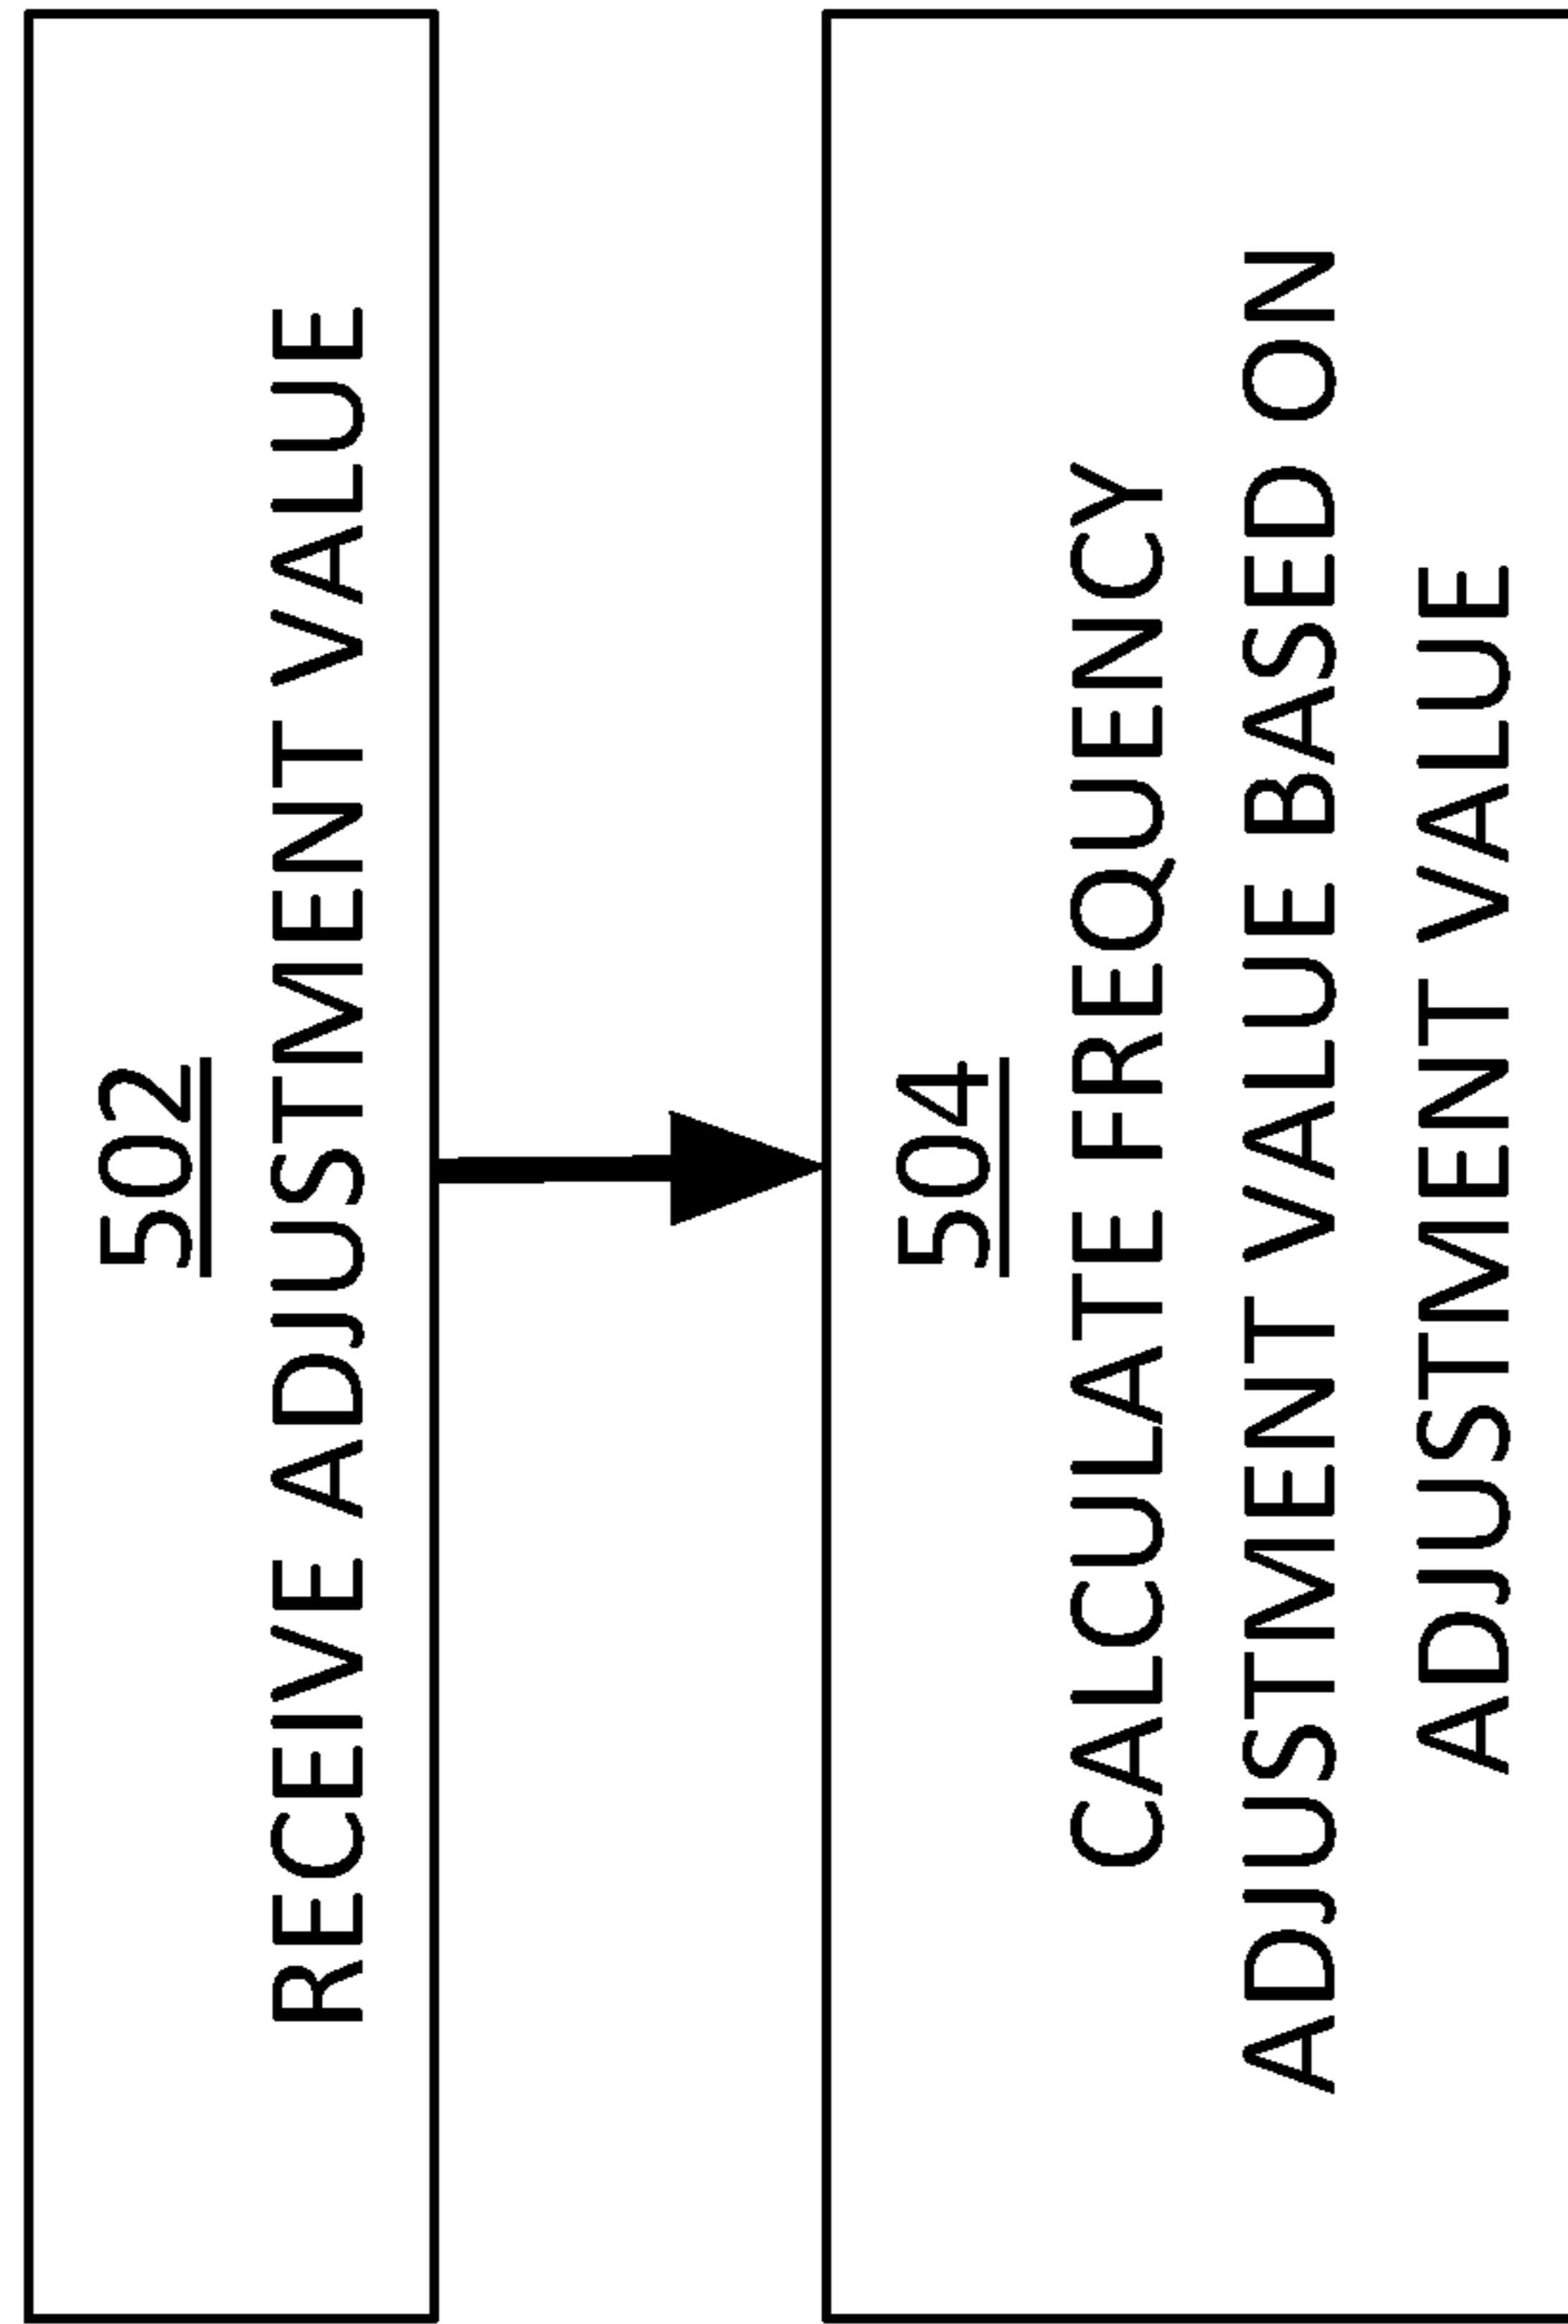 502
RECEIVE ADJUSTMENT VALUE
504
CALCULATE FREQUENCY
ADJUSTMENT VALUE BASED ON
ADJUSTMENT VALUE